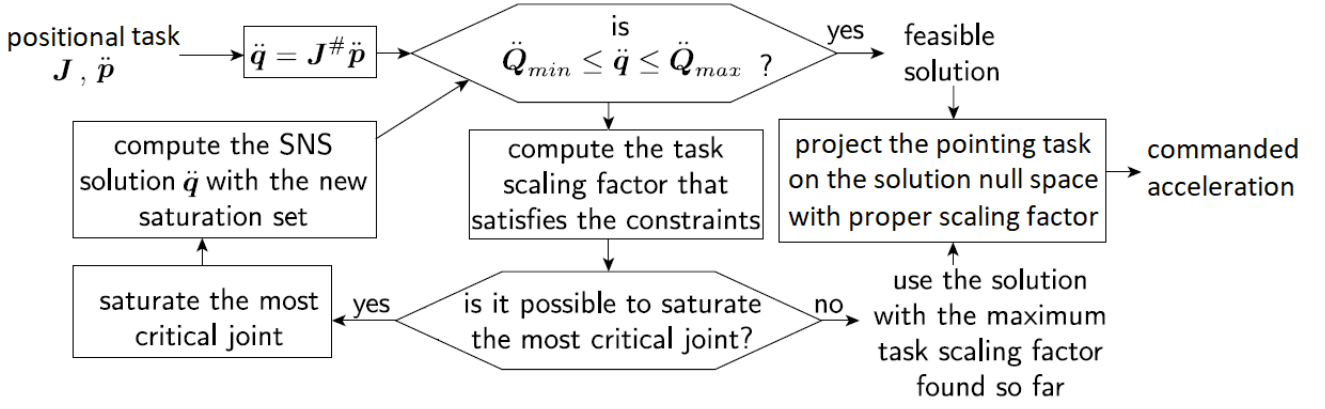 positional task
J , p̈
q̈ = J# p̈
is
Q̈min ≤ q̈ ≤ Q̈max ?
yes
feasible
solution
compute the SNS
solution q̈ with the new
saturation set
compute the task
scaling factor that
satisfies the constraints
project the pointing task
on the solution null space
with proper scaling factor
commanded
acceleration
saturate the most
critical joint
yes
is it possible to saturate
the most critical joint?
no
use the solution
with the maximum
task scaling factor
found so far